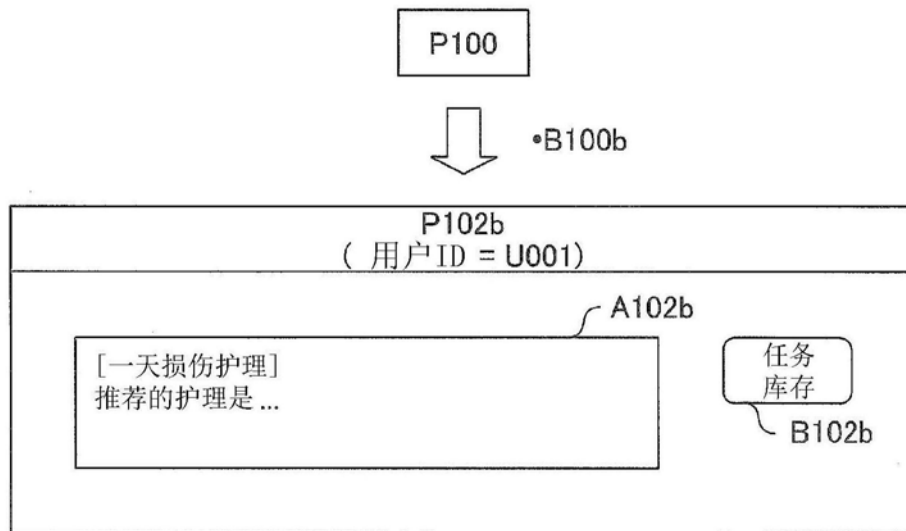 P100
•B100b
P102b
( 用户ID = U001)
A102b
[一天损伤护理]
推荐的护理是 ...
任务
库存
B102b